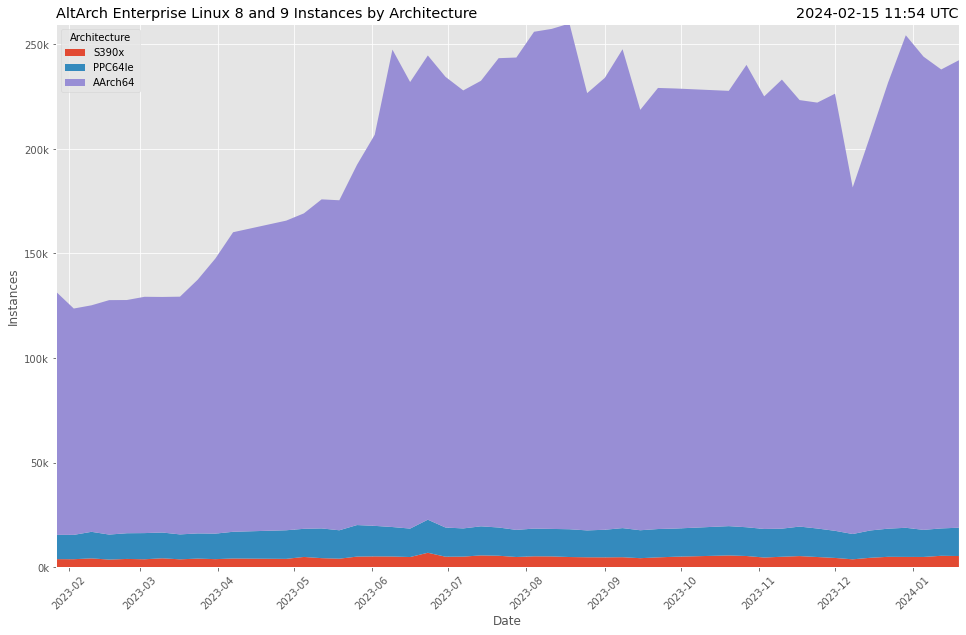 AltArch Enterprise Linux 8 and 9 Instances by Architecture
2024-02-15 11:54 UTC
Architecture
S390x
PPC64le
AArch64
250k
200k
150k
100k
50k
0k
Instances
2023-02
2023-03
2023-04
2023-05
2023-06
2023-07
2023-08
2023-09
2023-10
2023-11
2023-12
2024-01
Date